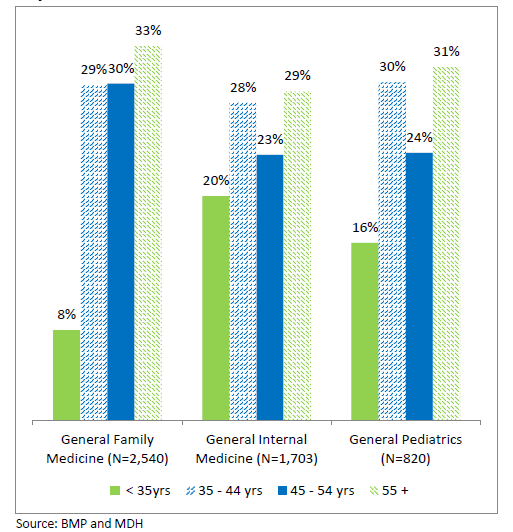 33%
29%
30%
8%
28%
29%
20%
23%
30%
31%
16%
24%
General Family
Medicine (N=2,540)
General Internal
Medicine (N=1,703)
General Pediatrics
(N=820)
< 35yrs
35 - 44 yrs
45 - 54 yrs
55 +
Source: BMP and MDH